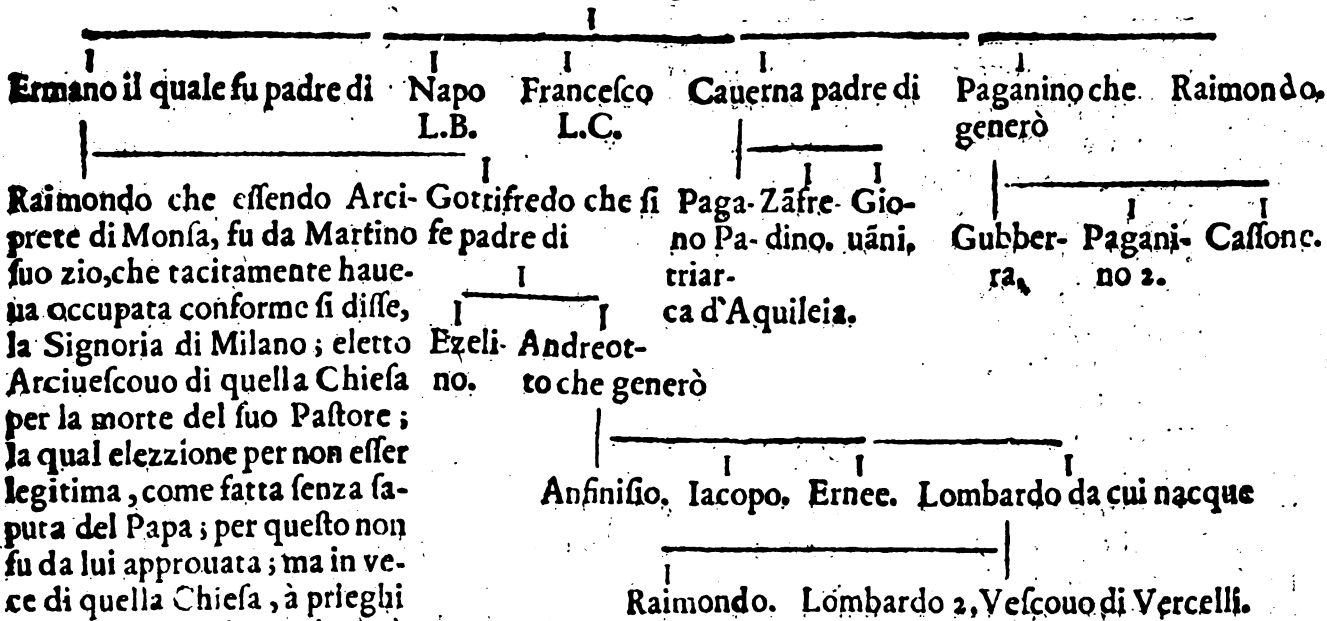 Ermano il quale fu padre di Napo Francesco Cauerna padre di Paganino che Raimondo,
L.B. L.C. generò
Raimondo che essendo Arci- Gottifredo che si Paga- Zāfre- Gio-
prete di Monsa, fu da Martino fe padre di no Pa- dino. uāni, Gubber- Pagani- Cassone.
suo zio, che tacitamente haue- triar- ra, no 2.
ua occupata conforme si disse, ca d'Aquileia.
la Signoria di Milano; eletto Ezeli- Andreot-
Arciuescouo di quella Chiesa no. to che generò
per la morte del suo Pastore;
la qual elezzione per non esser
legitima, come fatta senza sa- Anfinisio, Iacopo, Ernee. Lombardo da cui nacque
puta del Papa; per questo non
fu da lui approuata; ma in ve-
ce di quella Chiesa, à prieghi Raimondo. Lombardo 2, Vescouo di Vercelli.